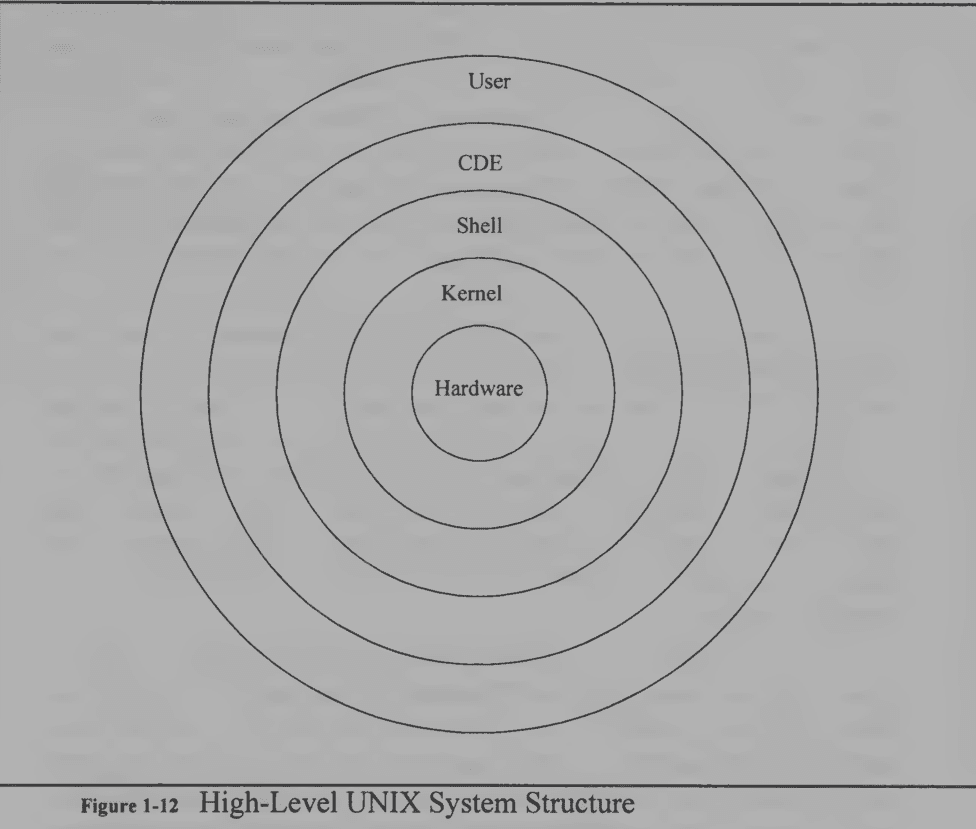 User
CDE
Shell
Kernel
Hardware
Figure 1-12 High-Level UNIX System Structure